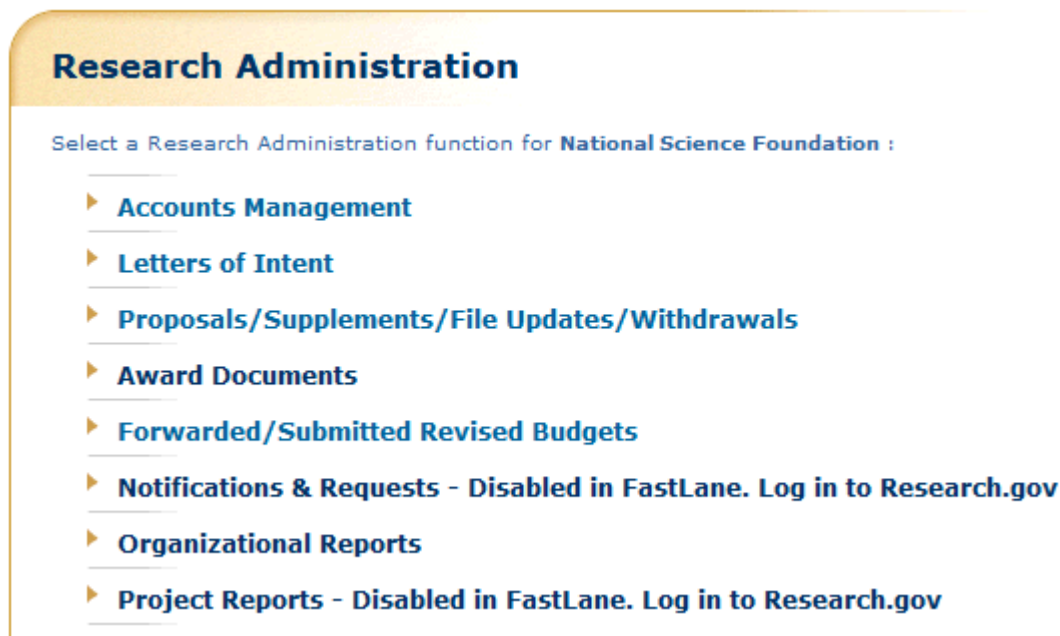 Research Administration
Select a Research Administration function for National Science Foundation :
Accounts Management
Letters of Intent
Proposals/Supplements/File Updates/Withdrawals
Award Documents
Forwarded/Submitted Revised Budgets
Notifications & Requests - Disabled in FastLane. Log in to Research.gov
Organizational Reports
Project Reports - Disabled in FastLane. Log in to Research.gov